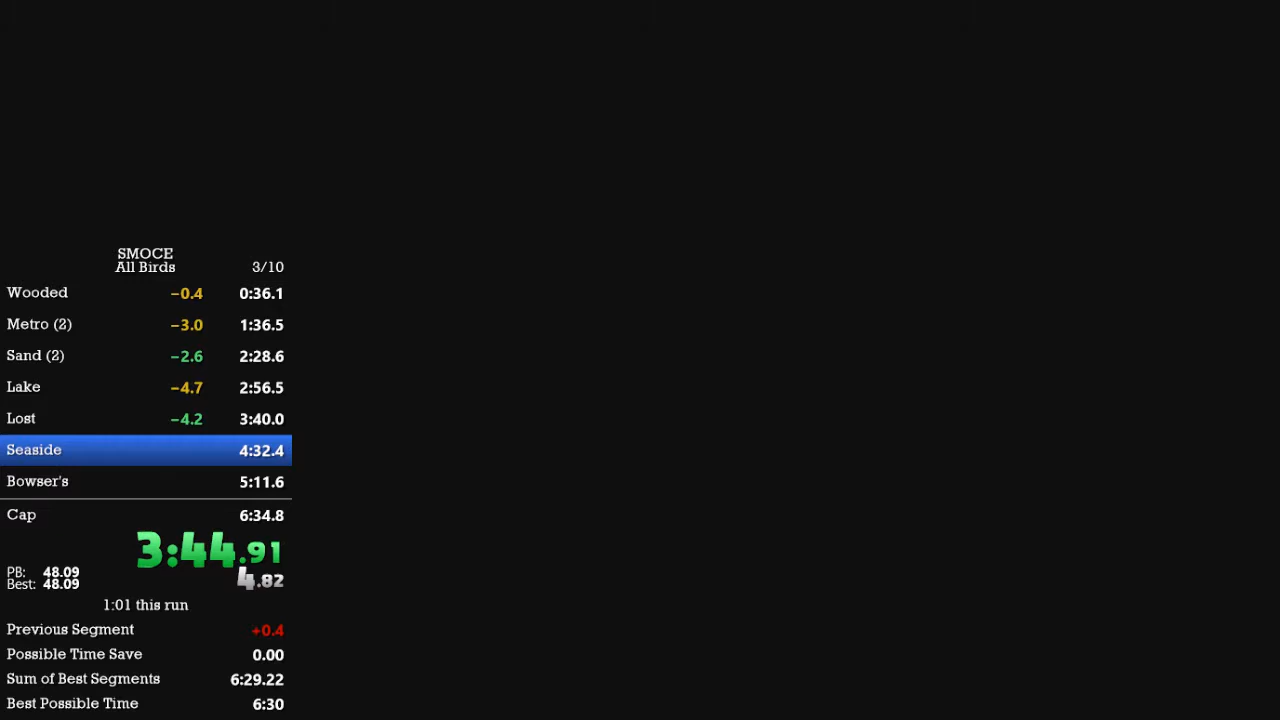 SMOCE
All Birds 3/10
Wooded −0.4 0:36.1
Metro (2) −3.0 1:36.5
Sand (2) −2.6 2:28.6
Lake −4.7 2:56.5
Lost −4.2 3:40.0
Seaside 4:32.4
Bowser's 5:11.6
Cap 6:34.8
3:44.91
PB: 48.09
Best: 48.09
4.82
1:01 this run
Previous Segment +0.4
Possible Time Save 0.00
Sum of Best Segments 6:29.22
Best Possible Time 6:30